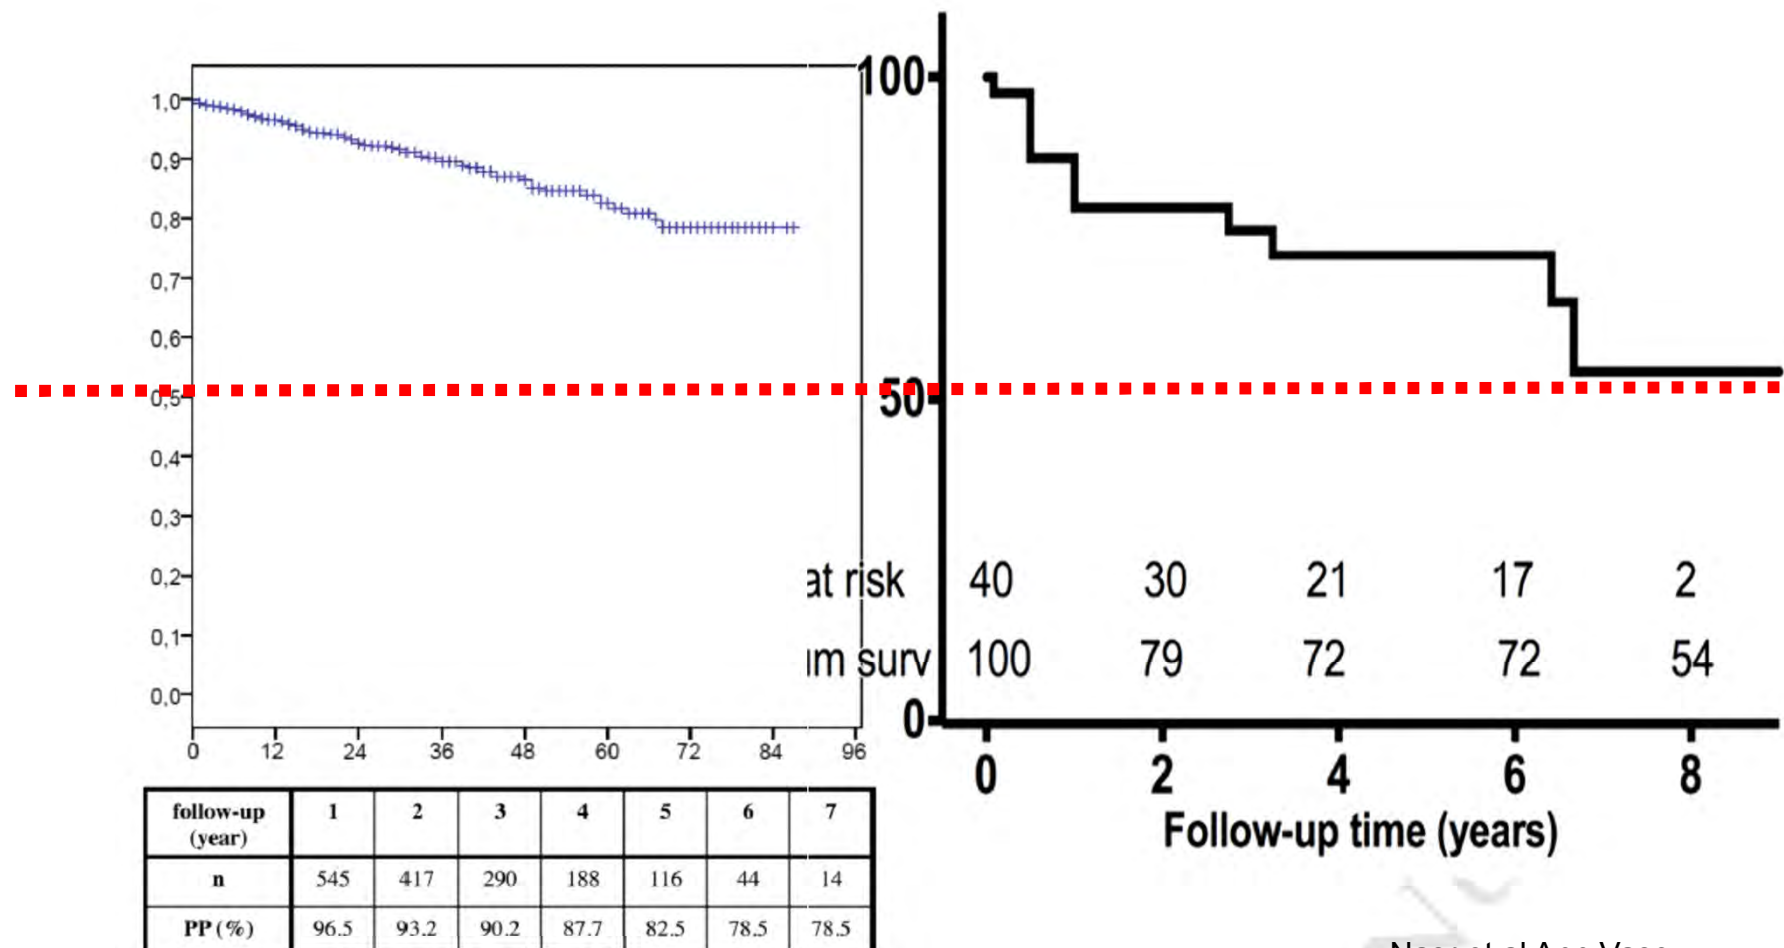 1,0
0,9
0,8
0,7
0,6
0,5
0,4
0,3
0,2
0,1
0,0
0 12 24 36 48 60 72 84 96
follow-up (year) 1 2 3 4 5 6 7
n 545 417 290 188 116 44 14
PP (%) 96.5 93.2 90.2 87.7 82.5 78.5 78.5
100
50
at risk 40 30 21 17 2
surv 100 79 72 72 54
0
0 2 4 6 8
Follow-up time (years)